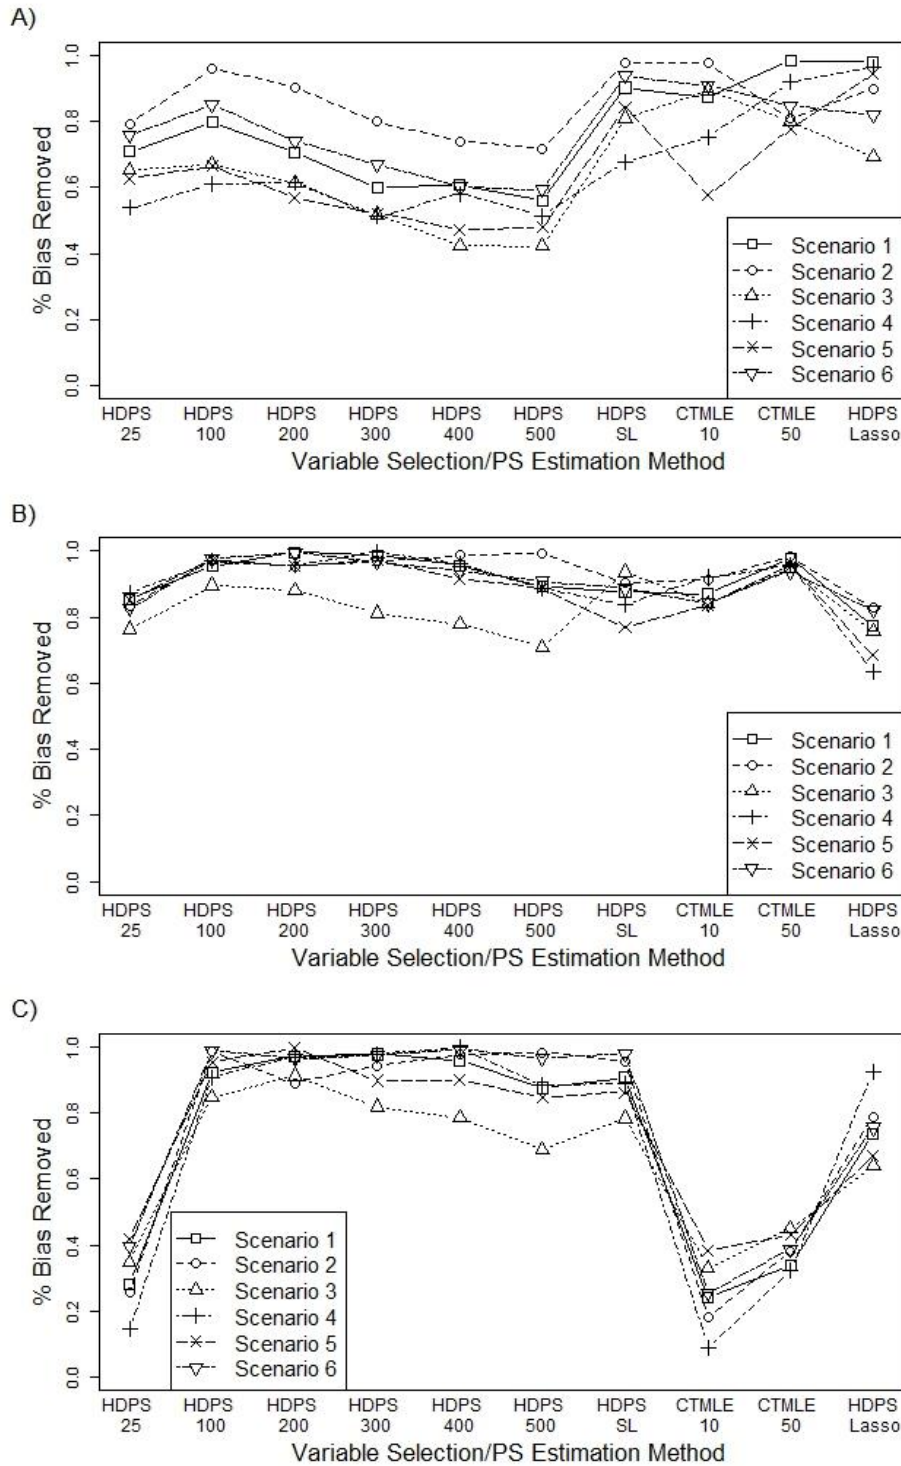 A)
% Bias Removed
1.0
0.8
0.6
0.4
0.2
0.0
Scenario 1
Scenario 2
Scenario 3
Scenario 4
Scenario 5
Scenario 6
HDPS HDPS HDPS HDPS HDPS HDPS HDPS CTMLE CTMLE HDPS
25 100 200 300 400 500 SL 10 50 Lasso
Variable Selection/PS Estimation Method
B)
% Bias Removed
1.0
0.8
0.6
0.4
0.2
0.0
Scenario 1
Scenario 2
Scenario 3
Scenario 4
Scenario 5
Scenario 6
HDPS HDPS HDPS HDPS HDPS HDPS HDPS CTMLE CTMLE HDPS
25 100 200 300 400 500 SL 10 50 Lasso
Variable Selection/PS Estimation Method
C)
% Bias Removed
1.0
0.8
0.6
0.4
0.2
0.0
Scenario 1
Scenario 2
Scenario 3
Scenario 4
Scenario 5
Scenario 6
HDPS HDPS HDPS HDPS HDPS HDPS HDPS CTMLE CTMLE HDPS
25 100 200 300 400 500 SL 10 50 Lasso
Variable Selection/PS Estimation Method